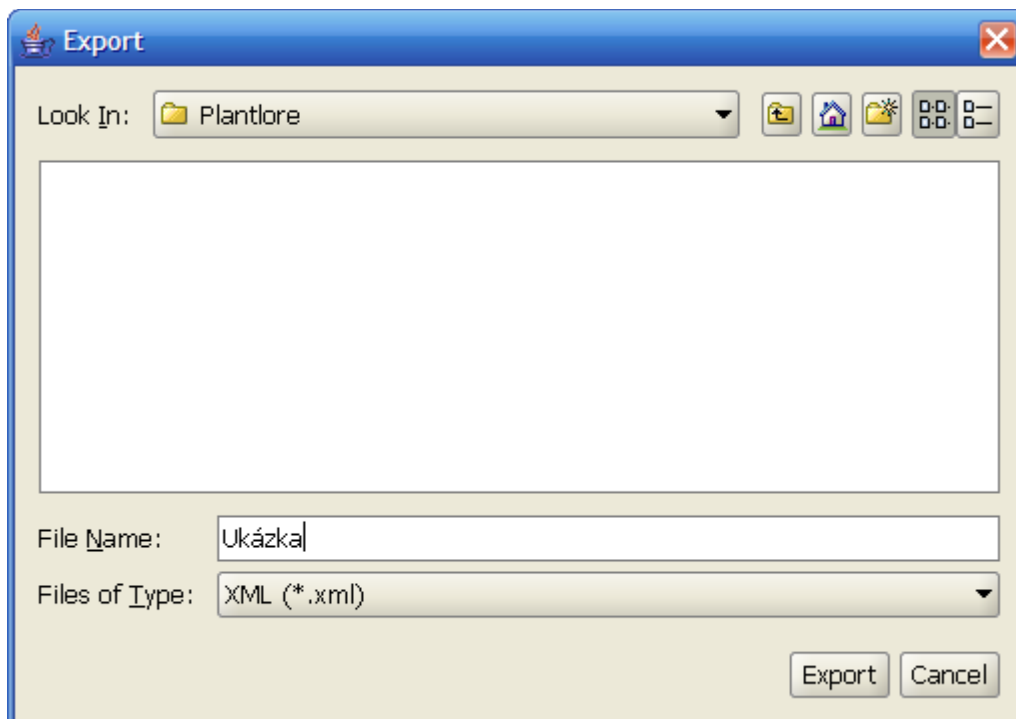 Export
Look In: Plantlore
File Name: Ukázka
Files of Type: XML (*.xml)
Export Cancel